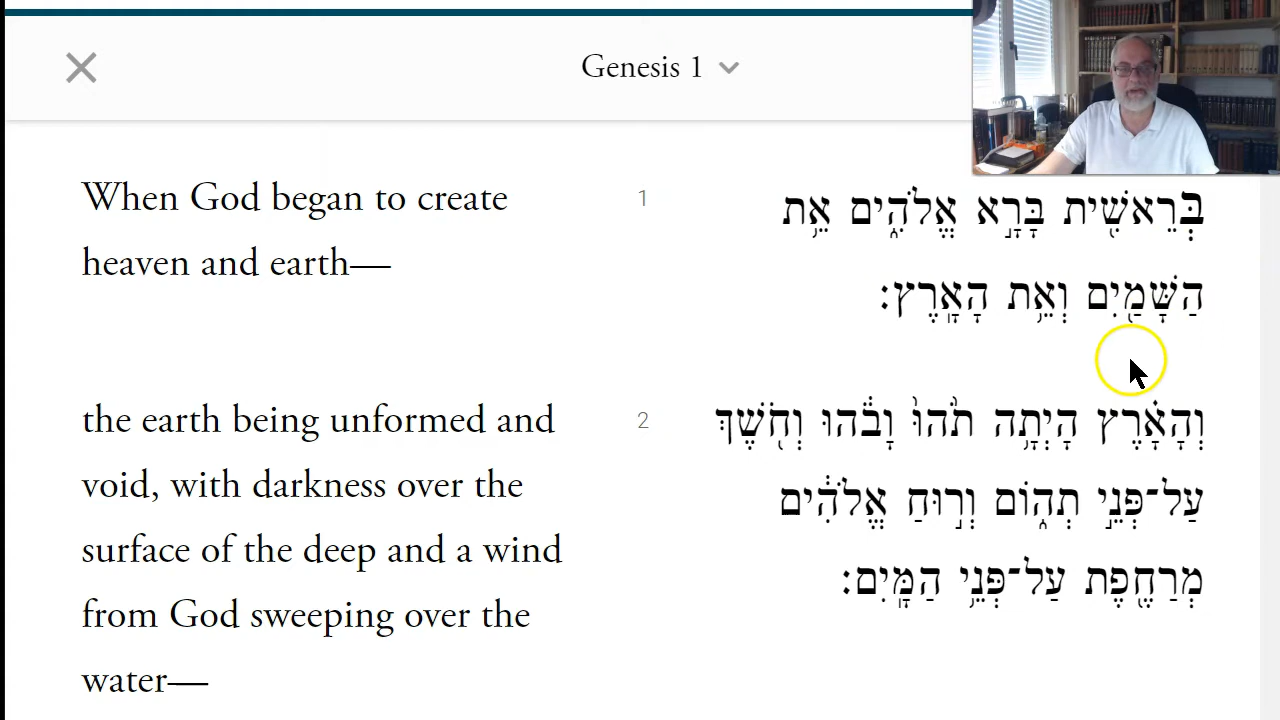 Genesis 1
When God began to create
heaven and earth—
1
בְּרֵאשִׁ֖ית בָּרָ֣א אֱלֹהִ֑ים אֵ֥ת
הַשָּׁמַ֖יִם וְאֵ֥ת הָאָֽרֶץ׃
the earth being unformed and
void, with darkness over the
surface of the deep and a wind
from God sweeping over the
water—
2
וְהָאָ֗רֶץ הָיְתָ֥ה תֹ֙הוּ֙ וָבֹ֔הוּ וְחֹ֖שֶׁךְ
עַל־פְּנֵ֣י תְה֑וֹם וְר֣וּחַ אֱלֹהִ֔ים
מְרַחֶ֖פֶת עַל־פְּנֵ֥י הַמָּֽיִם׃